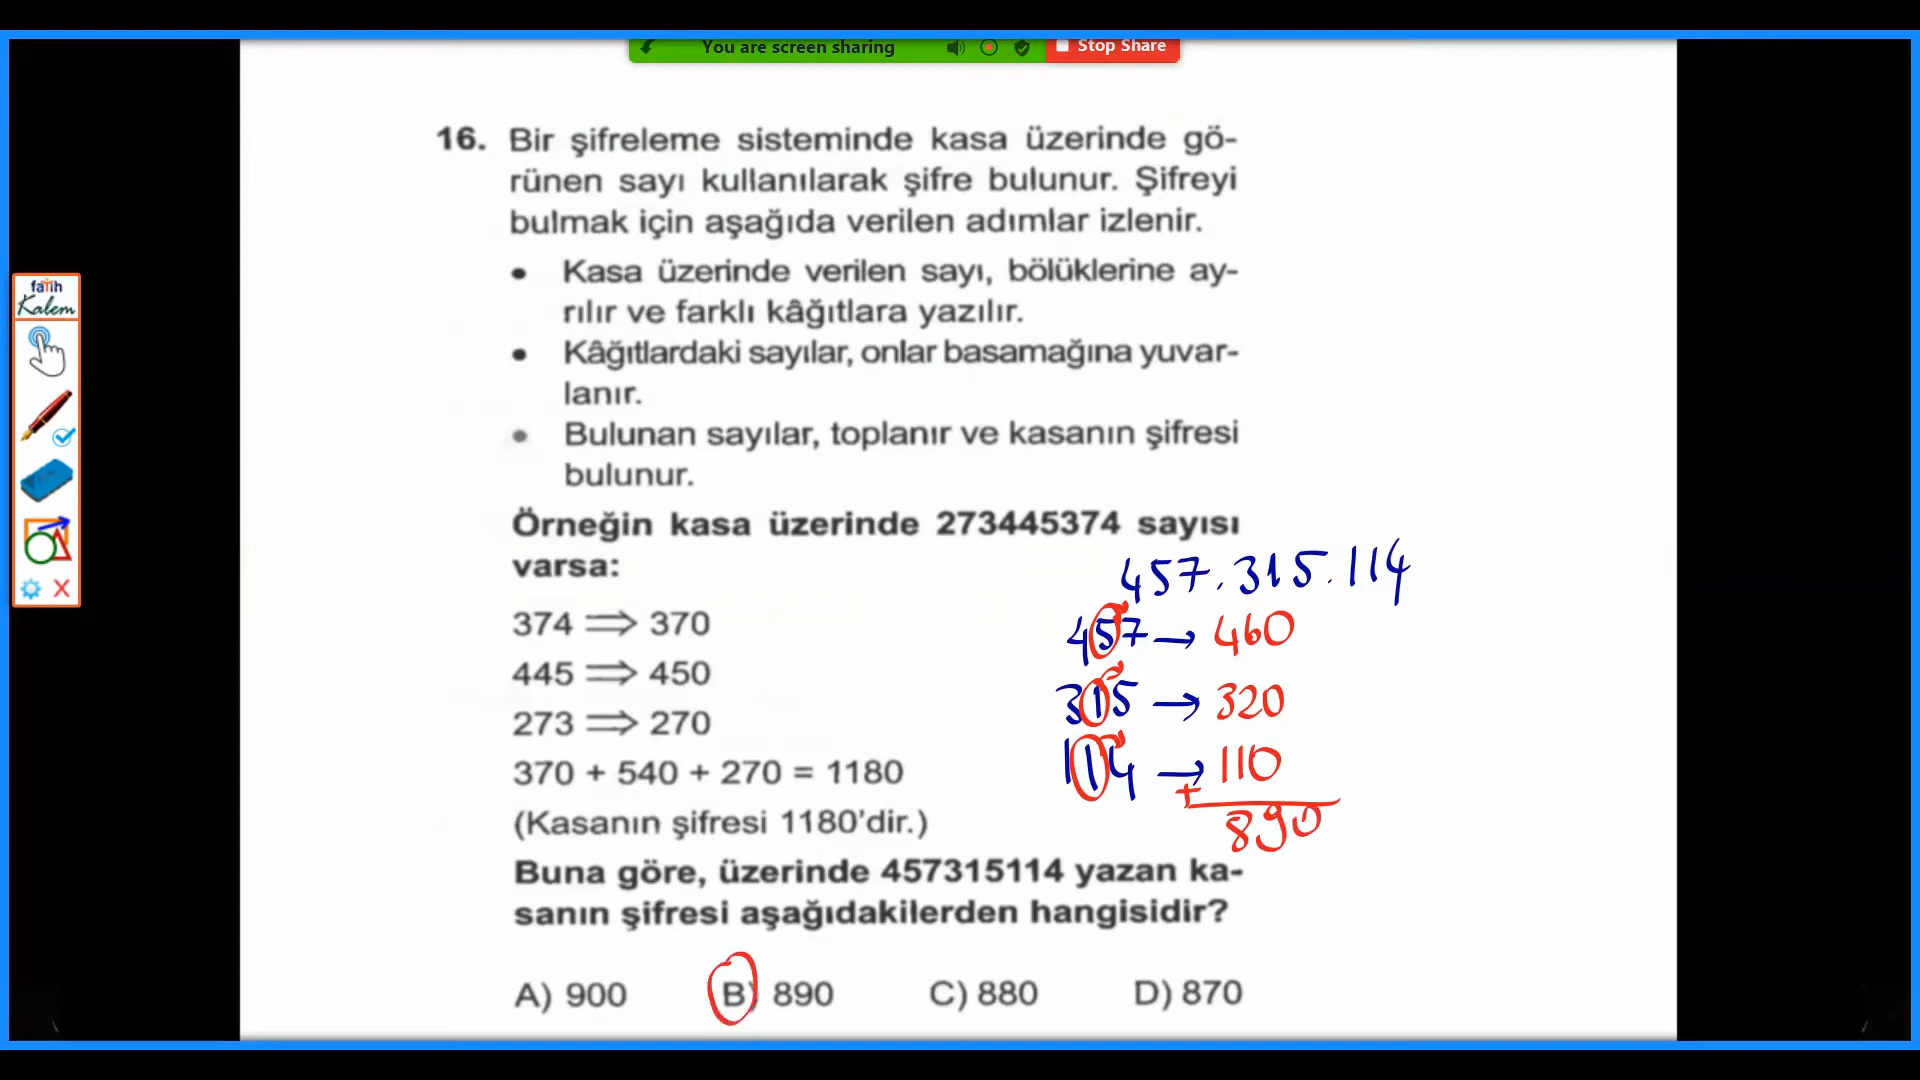 You are screen sharing
Stop Share
16. Bir şifreleme sisteminde kasa üzerinde gö-
rünen sayı kullanılarak şifre bulunur. Şifreyi
bulmak için aşağıda verilen adımlar izlenir.
• Kasa üzerinde verilen sayı, bölüklerine ay-
rılır ve farklı kâğıtlara yazılır.
• Kâğıtlardaki sayılar, onlar basamağına yuvar-
lanır.
• Bulunan sayılar, toplanır ve kasanın şifresi
bulunur.
Örneğin kasa üzerinde 273445374 sayısı
varsa:
374 ⟹ 370
445 ⟹ 450
273 ⟹ 270
370 + 540 + 270 = 1180
(Kasanın şifresi 1180'dir.)
Buna göre, üzerinde 457315114 yazan ka-
sanın şifresi aşağıdakilerden hangisidir?
A) 900 B) 890 C) 880 D) 870
457.315.114
457 → 460
315 → 320
114 → 110
+
890
fatih
Kalem